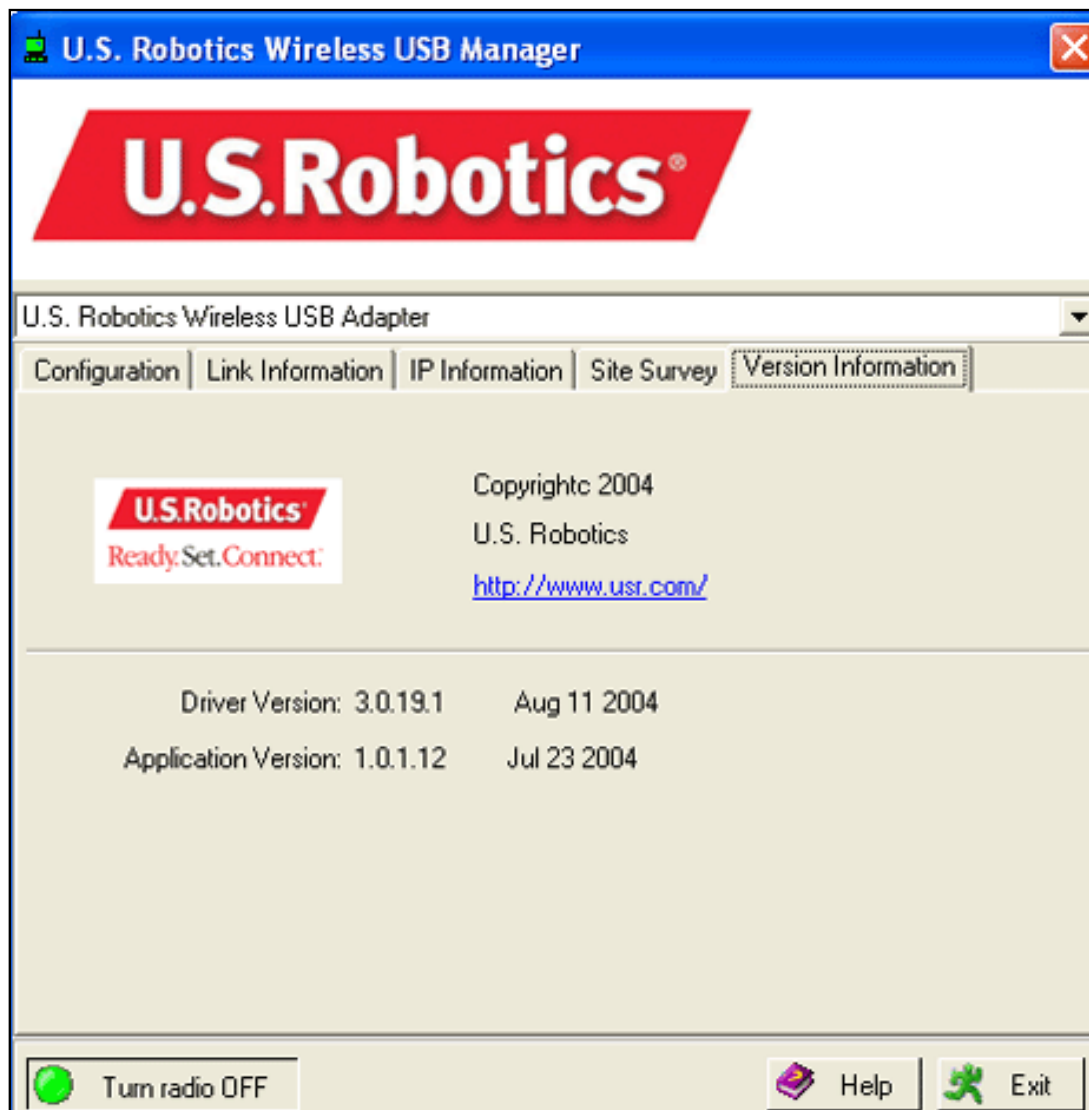 U.S. Robotics Wireless USB Manager
U.S.Robotics®
U.S. Robotics Wireless USB Adapter
Configuration Link Information IP Information Site Survey Version Information
U.S.Robotics
Ready.Set.Connect.
Copyrightc 2004
U.S. Robotics
http://www.usr.com/
Driver Version: 3.0.19.1 Aug 11 2004
Application Version: 1.0.1.12 Jul 23 2004
Turn radio OFF Help Exit